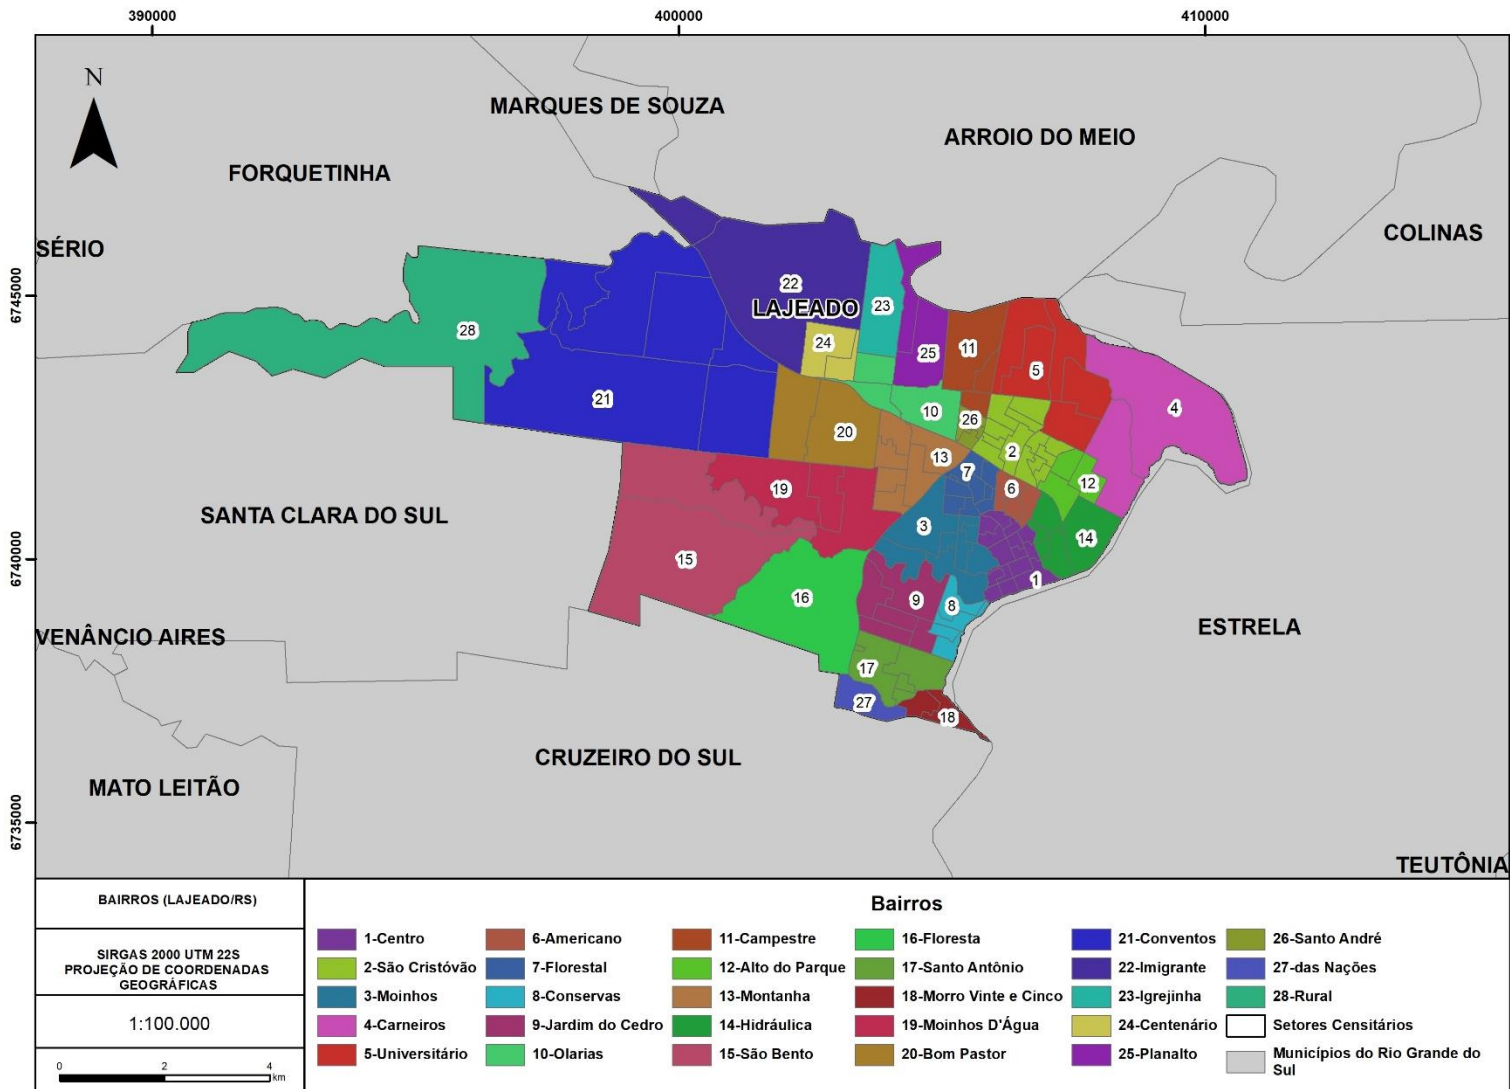 390000
400000
410000
N
MARQUES DE SOUZA
ARROIO DO MEIO
FORQUETINHA
COLINAS
SÉRIO
6745000
22
LAJEADO
23
28
24
25
11
5
21
4
10
26
20
2
13
7
12
6
19
SANTA CLARA DO SUL
3
14
6740000
15
1
16
9
8
ESTRELA
VENÂNCIO AIRES
17
27
18
CRUZEIRO DO SUL
MATO LEITÃO
6735000
TEUTÔNIA
BAIRROS (LAJEADO/RS)
SIRGAS 2000 UTM 22S
PROJEÇÃO DE COORDENADAS
GEOGRÁFICAS
1:100.000
0 2 4
km
Bairros
1-Centro
2-São Cristóvão
3-Moinhos
4-Carneiros
5-Universitário
6-Americano
7-Florestal
8-Conservas
9-Jardim do Cedro
10-Olarias
11-Campestre
12-Alto do Parque
13-Montanha
14-Hidráulica
15-São Bento
16-Floresta
17-Santo Antônio
18-Morro Vinte e Cinco
19-Moinhos D'Água
20-Bom Pastor
21-Conventos
22-Imigrante
23-Igrejinha
24-Centenário
25-Planalto
26-Santo André
27-das Nações
28-Rural
Setores Censitários
Municípios do Rio Grande do
Sul